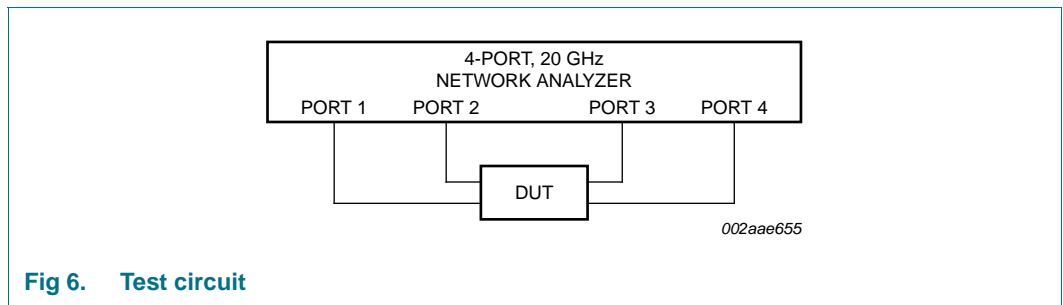 4-PORT, 20 GHz
NETWORK ANALYZER
PORT 1 PORT 2 PORT 3 PORT 4
DUT
002aae655
Fig 6. Test circuit